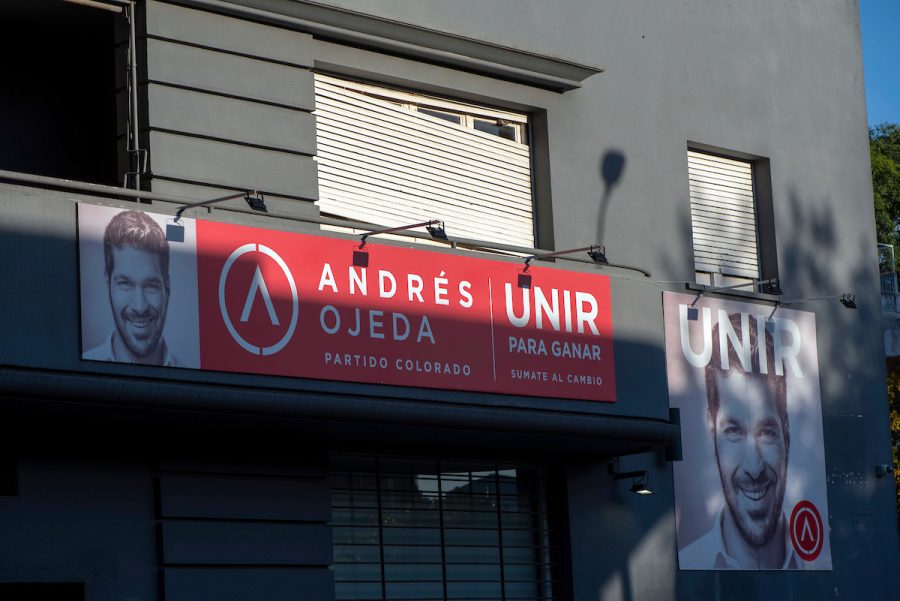 ANDRÉS
OJEDA
PARTIDO COLORADO
UNIR
PARA GANAR
SUMATE AL CAMBIO
UNIR